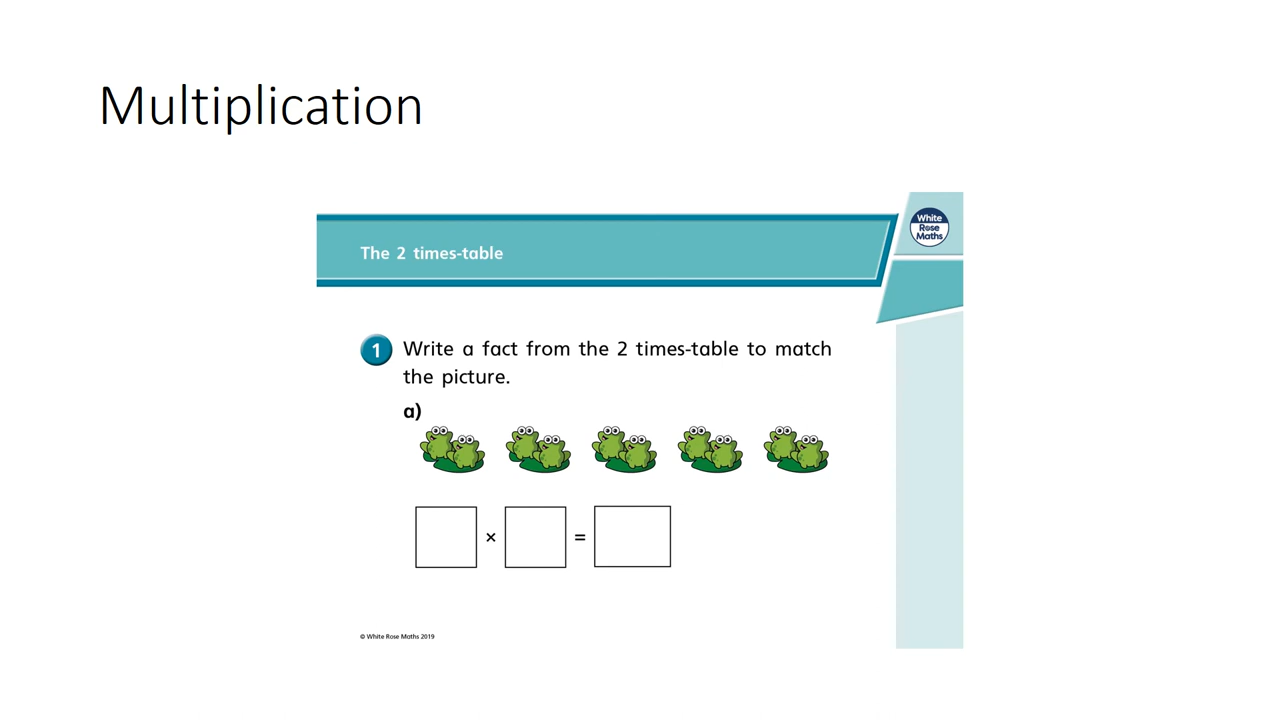 Multiplication
White
Rose
Maths
The 2 times-table
1 Write a fact from the 2 times-table to match
the picture.
a)
× =
© White Rose Maths 2019